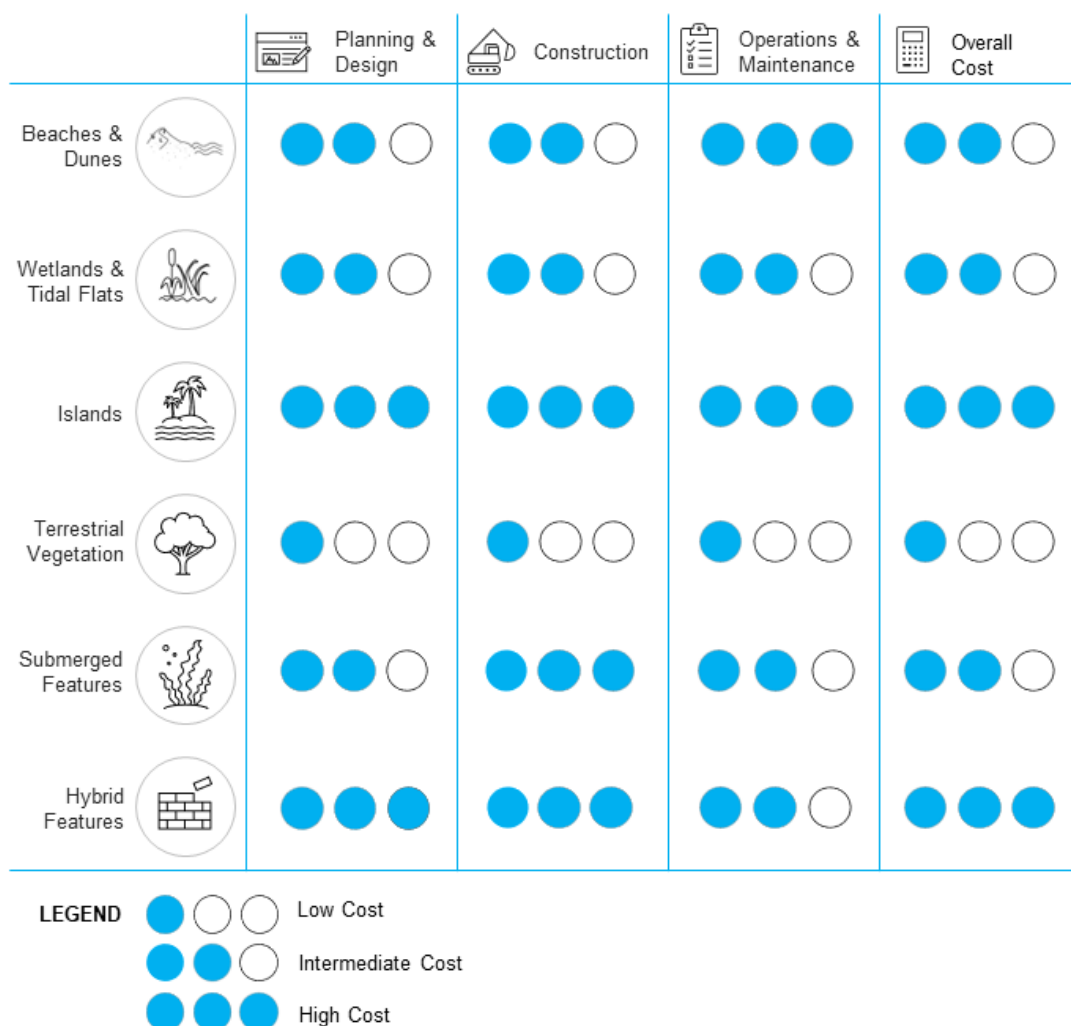 Planning &
Design
Construction
Operations &
Maintenance
Overall
Cost
Beaches &
Dunes
Wetlands &
Tidal Flats
Islands
Terrestrial
Vegetation
Submerged
Features
Hybrid
Features
LEGEND
Low Cost
Intermediate Cost
High Cost